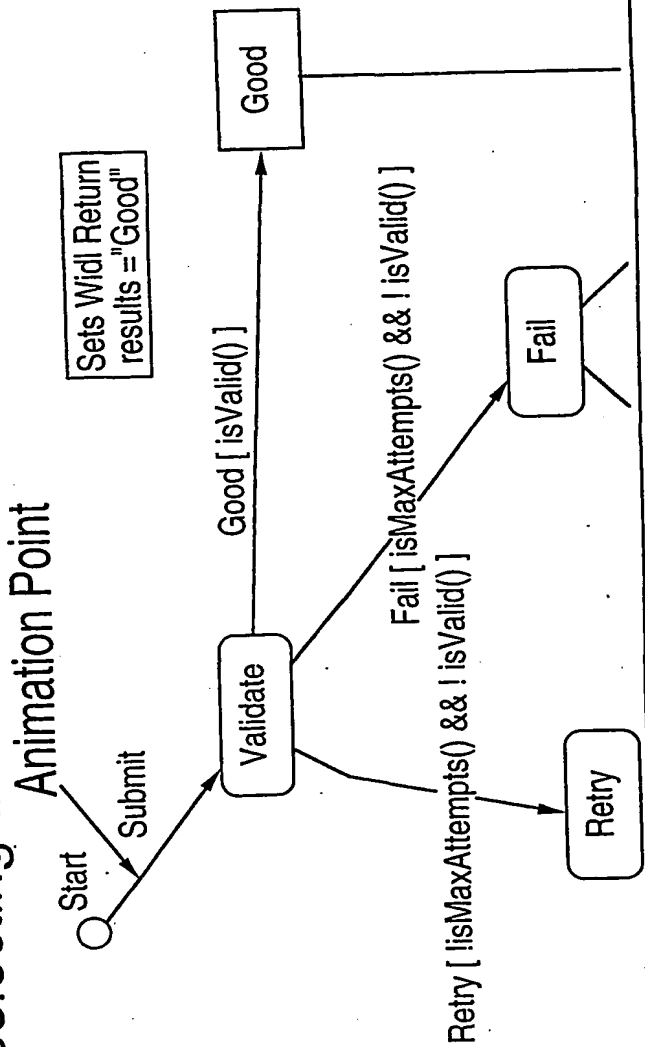 Animation Point
Start
Submit
Sets Widl Return
results ="Good"
Validate
Good [ isValid() ]
Good
Fail [ isMaxAttempts() && ! isValid() ]
Retry [ !isMaxAttempts() && ! isValid() ]
Fail
Retry